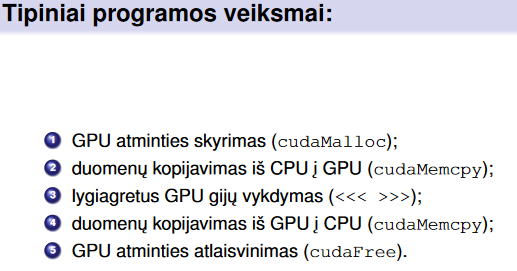 Tipiniai programos veiksmai:
1 GPU atminties skyrimas (cudaMalloc);
2 duomenų kopijavimas iš CPU į GPU (cudaMemcpy);
3 lygiagretus GPU gijų vykdymas (<<< >>>);
4 duomenų kopijavimas iš GPU į CPU (cudaMemcpy);
5 GPU atminties atlaisvinimas (cudaFree).